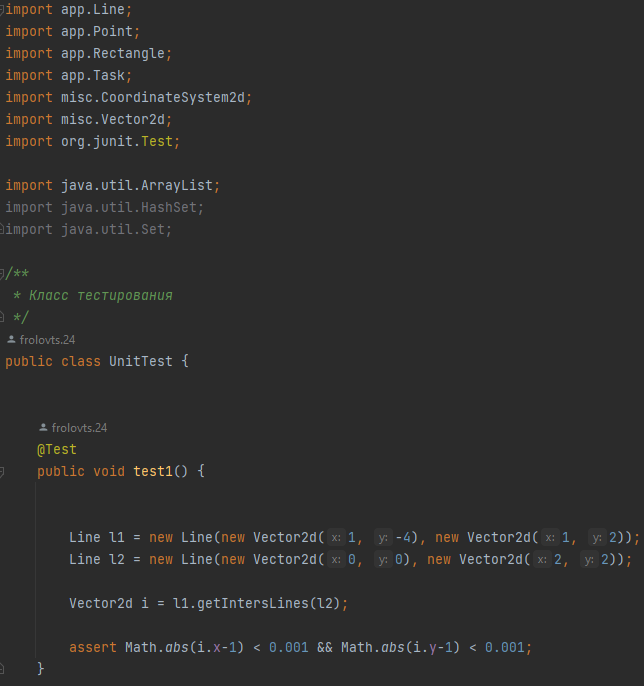 import app.Line;
import app.Point;
import app.Rectangle;
import app.Task;
import misc.CoordinateSystem2d;
import misc.Vector2d;
import org.junit.Test;
import java.util.ArrayList;
import java.util.HashSet;
import java.util.Set;
/**
 * Класс тестирования
 */
frolovts.24
public class UnitTest {
frolovts.24
@Test
public void test1() {
Line l1 = new Line(new Vector2d( x: 1, y: -4), new Vector2d( x: 1, y: 2));
Line l2 = new Line(new Vector2d( x: 0, y: 0), new Vector2d( x: 2, y: 2));
Vector2d i = l1.getIntersLines(l2);
assert Math.abs(i.x-1) < 0.001 && Math.abs(i.y-1) < 0.001;
}